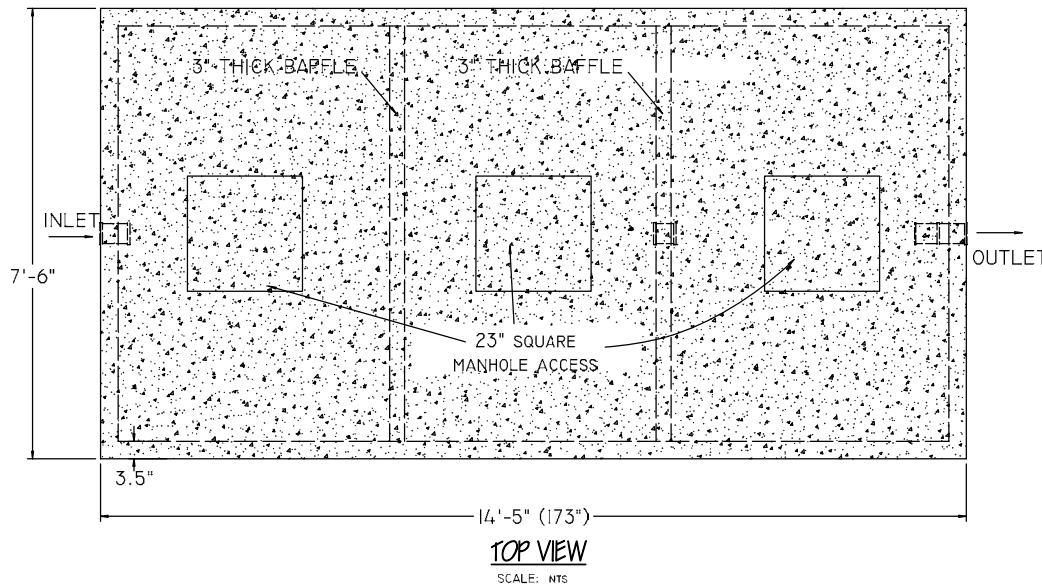 3" THICK BAFFLE
3" THICK BAFFLE
INLET
OUTLET
7'-6"
23" SQUARE
MANHOLE ACCESS
3.5"
14'-5" (173")
TOP VIEW
SCALE: NTS